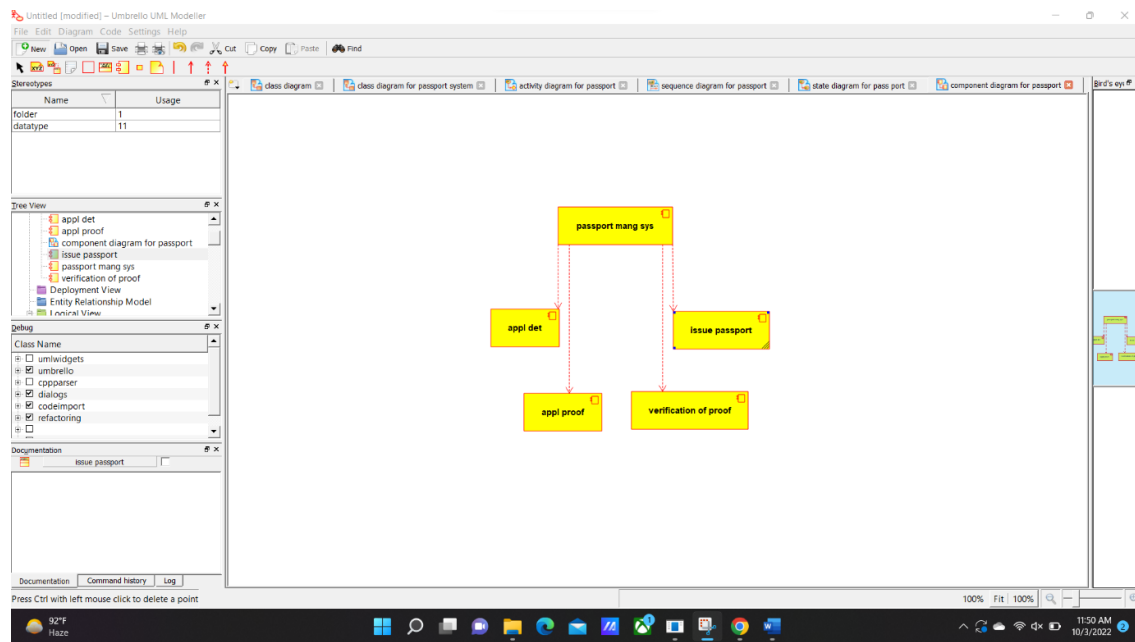 Untitled [modified] – Umbrello UML Modeller
File Edit Diagram Code Settings Help
New Open Save Cut Copy Paste Find
Stereotypes
Name Usage
folder 1
datatype 11
Tree View
appl det
appl proof
component diagram for passport
issue passport
passport mang sys
verification of proof
Deployment View
Entity Relationship Model
Logical View
Debug
Class Name
umlwidgets
umbrello
cppparser
dialogs
codeimport
refactoring
Documentation
issue passport
Documentation Command history Log
Press Ctrl with left mouse click to delete a point
class diagram
class diagram for passport system
activity diagram for passport
sequence diagram for passport
state diagram for pass port
component diagram for passport
Bird's eye
passport mang sys
appl det
issue passport
appl proof
verification of proof
100% Fit 100%
92°F
Haze
11:50 AM
10/3/2022
2